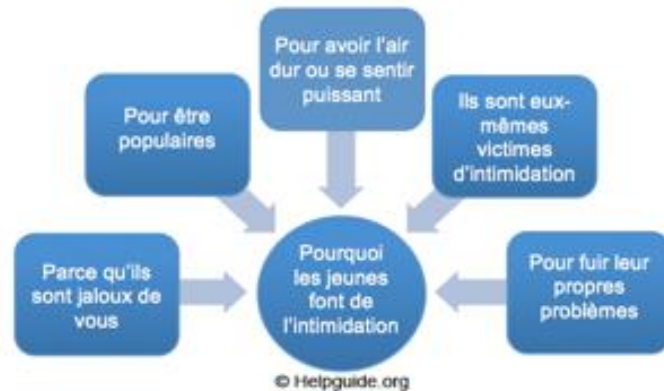 Pour avoir l'air
dur ou se sentir
puissant
Pour être
populaires
Ils sont eux-
mêmes
victimes
d'intimidation
Parce qu'ils
sont jaloux de
vous
Pourquoi
les jeunes
font de
l'intimidation
Pour fuir leur
propres
problèmes
© Helpguide.org